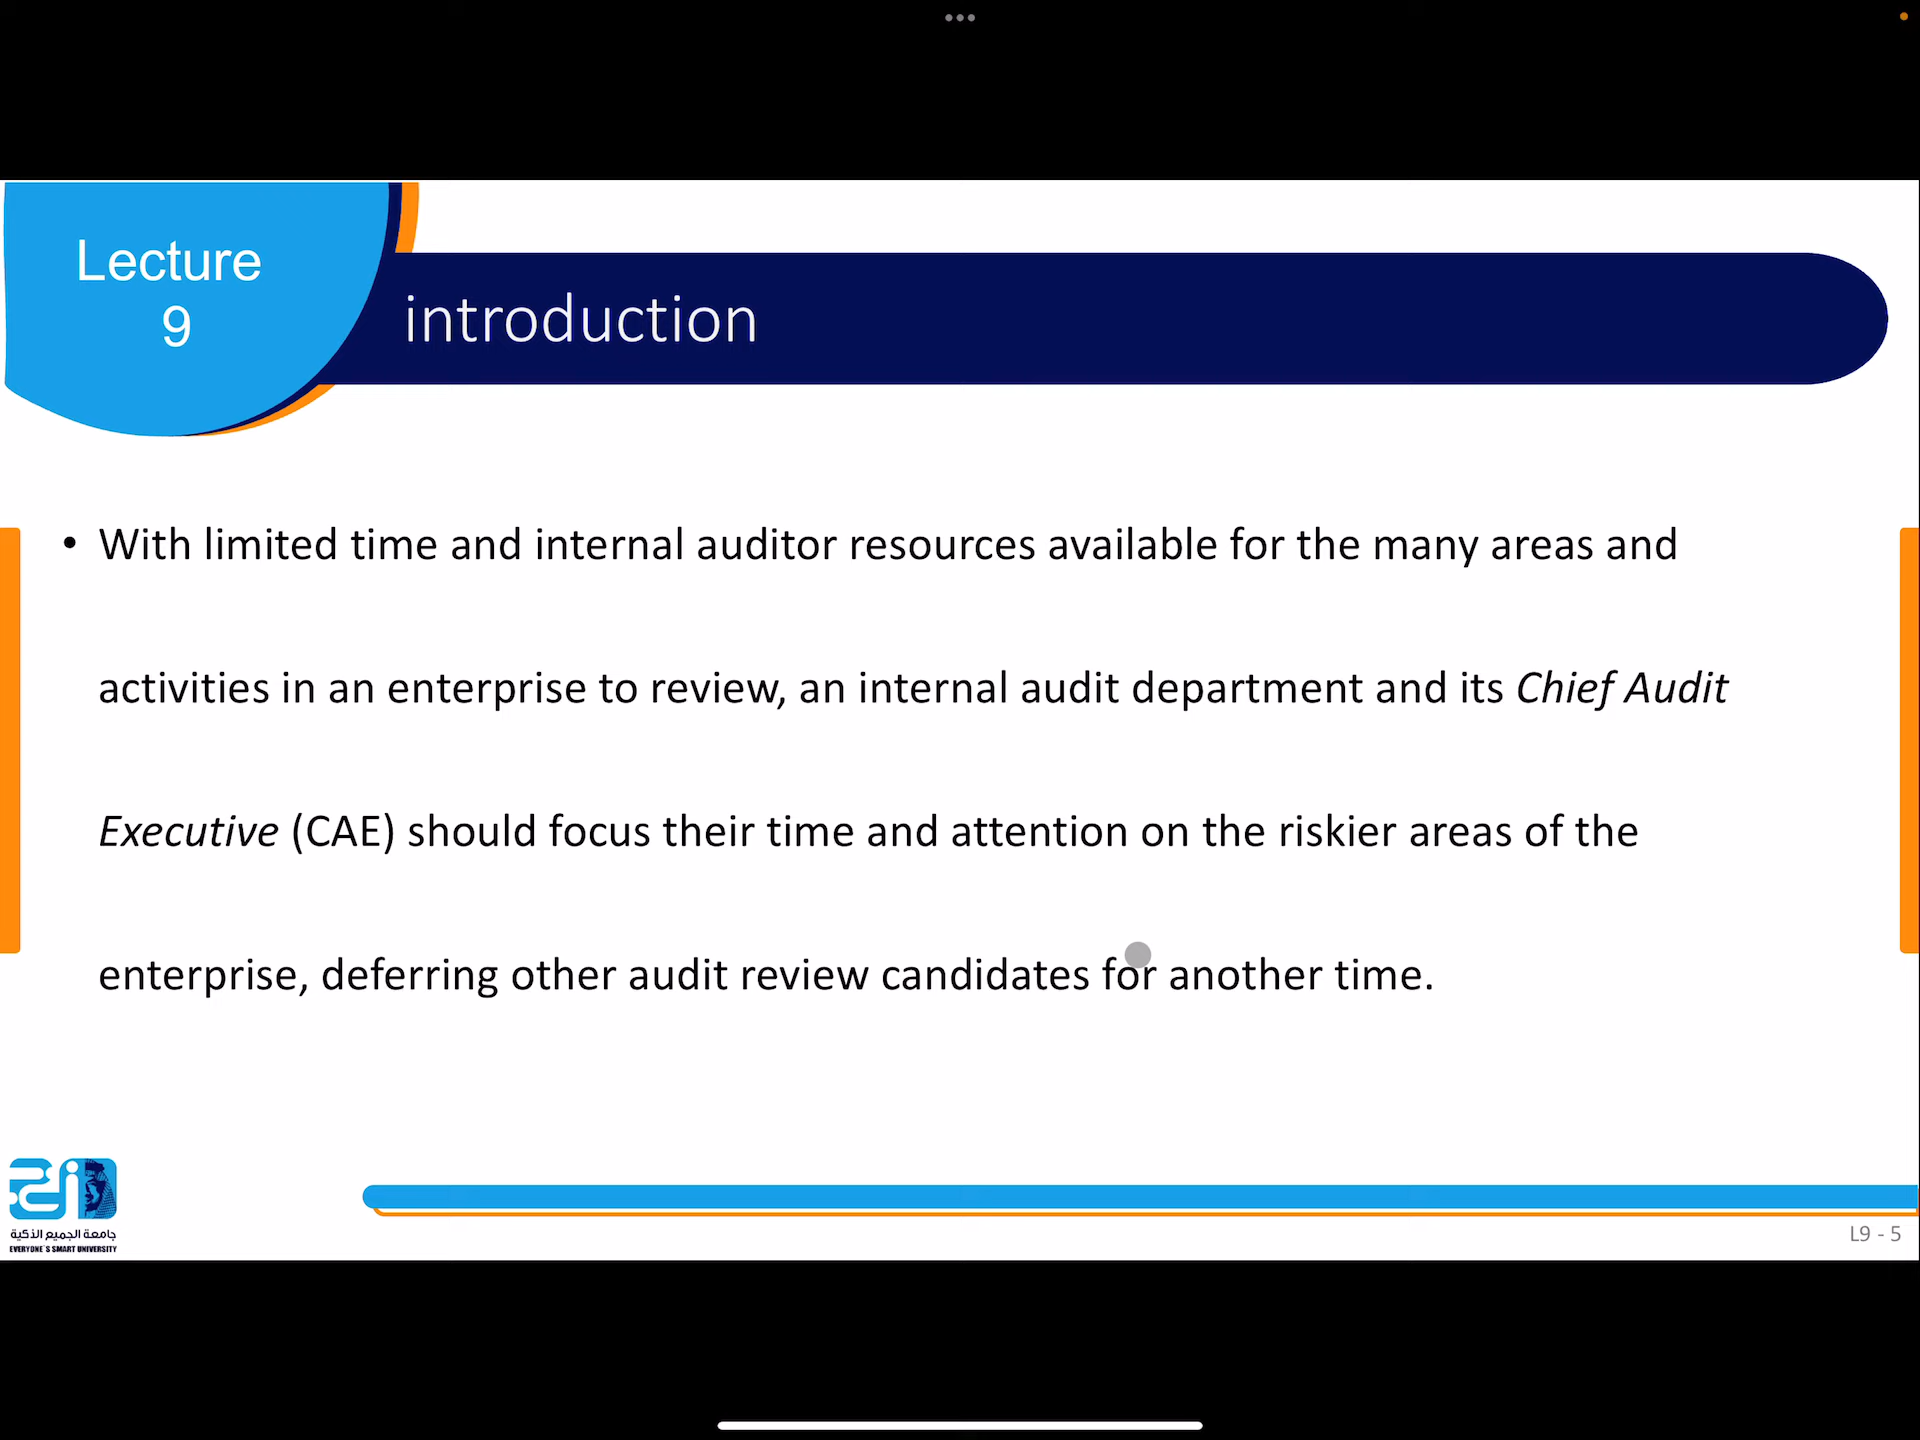 Lecture
9
introduction
• With limited time and internal auditor resources available for the many areas and
activities in an enterprise to review, an internal audit department and its Chief Audit
Executive (CAE) should focus their time and attention on the riskier areas of the
enterprise, deferring other audit review candidates for another time.
جامعة الجميع الذكية
EVERYONE'S SMART UNIVERSITY
L9 - 5